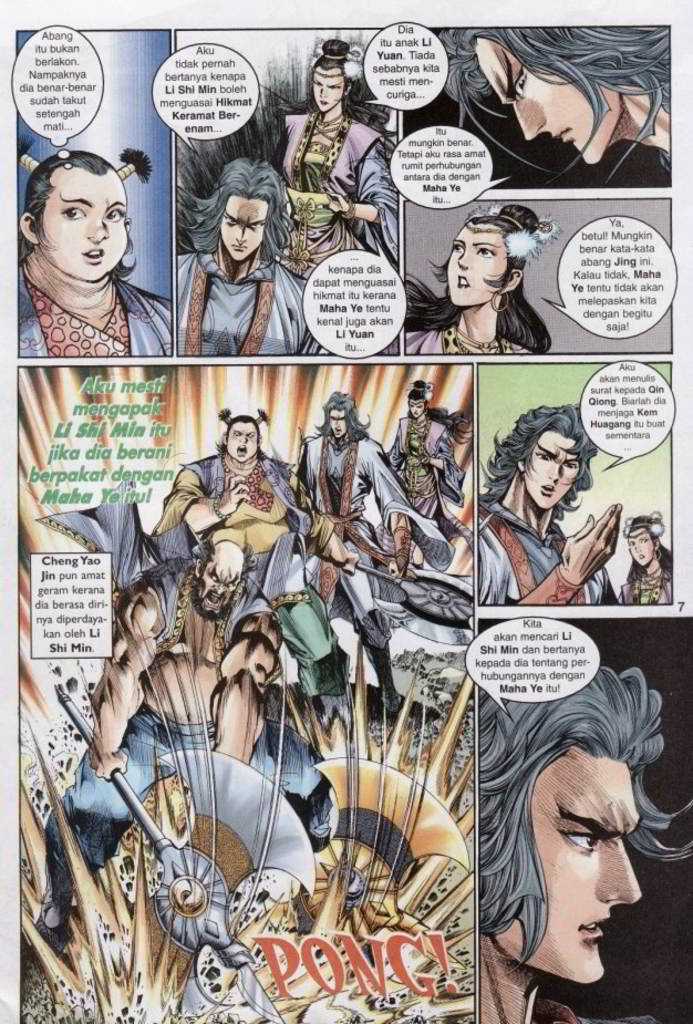 Abang
itu bukan
berlakon.
Nampaknya
dia benar-benar
sudah takut
setengah
mati...
Aku
tidak pernah
bertanya kenapa
Li Shi Min boleh
menguasai Hikmat
Keramat Ber-
enam...
Dia
itu anak Li
Yuan. Tiada
sebabnya kita
mesti men-
curiga...
Itu
mungkin benar.
Tetapi aku rasa amat
rumit perhubungan
antara dia dengan
Maha Ye
itu...
...
kenapa dia
dapat menguasai
hikmat itu kerana
Maha Ye tentu
kenal juga akan
Li Yuan
itu...
Ya,
betul! Mungkin
benar kata-kata
abang Jing ini.
Kalau tidak, Maha
Ye tentu tidak akan
melepaskan kita
dengan begitu
saja!
Aku mesti
mengapak
Li Shi Min itu
jika dia berani
berpakat dengan
Maha Ye itu!
Cheng Yao
Jin pun amat
geram kerana
dia berasa diri-
nya diperdaya-
kan oleh Li
Shi Min.
PONG!
Aku
akan menulis
surat kepada Qin
Qiong. Biarlah dia
menjaga Kem
Huagang itu buat
sementara
...
7
Kita
akan mencari Li
Shi Min dan bertanya
kepada dia tentang per-
hubungannya dengan
Maha Ye itu!